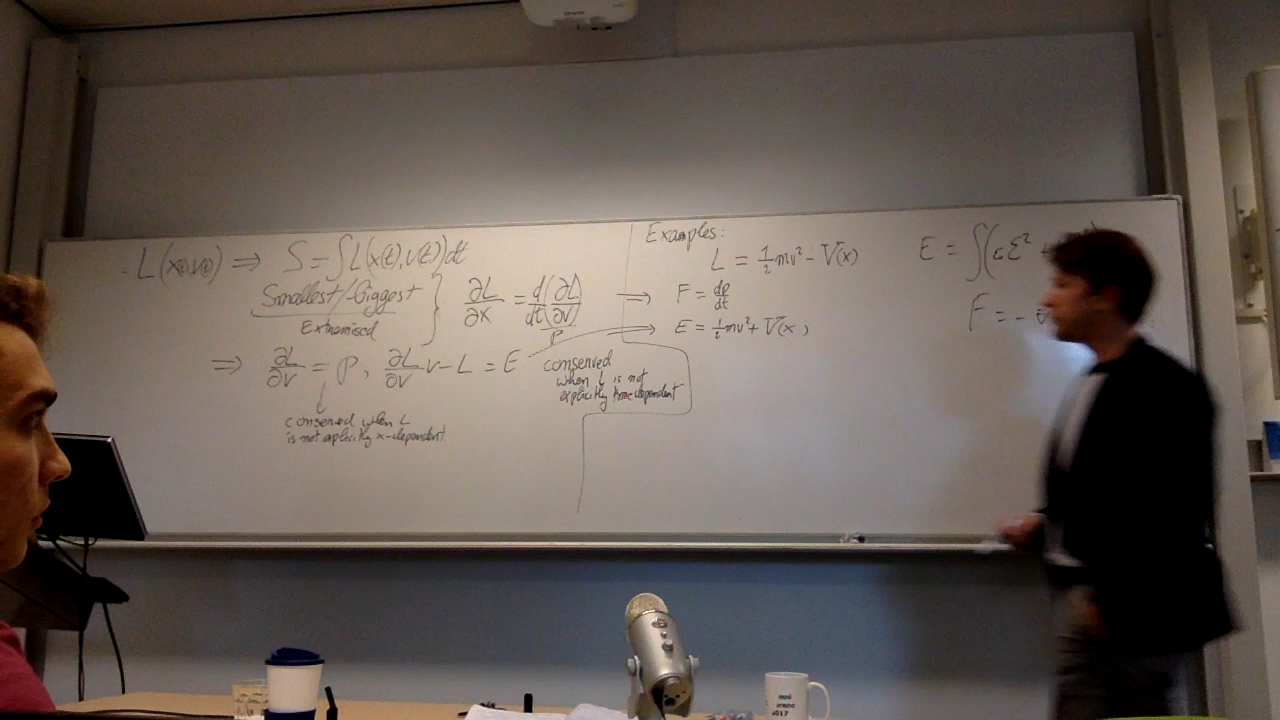 L(x(t),v(t)) ⇒ S = ∫L(x(t),v(t))dt
Smallest/Biggest
Extremised
∂L/∂x = d/dt(∂L/∂v)
P
⇒ ∂L/∂v = P, ∂L/∂v v - L = E
conserved
when L is not
explicitly time dependent
conserved when L
is not explicitly x-dependent
Examples:
L = ½mv² - V(x)
⇒ F = dp/dt
E = ½mv² + V(x)
E = ∫(εE² +
F = -
2017